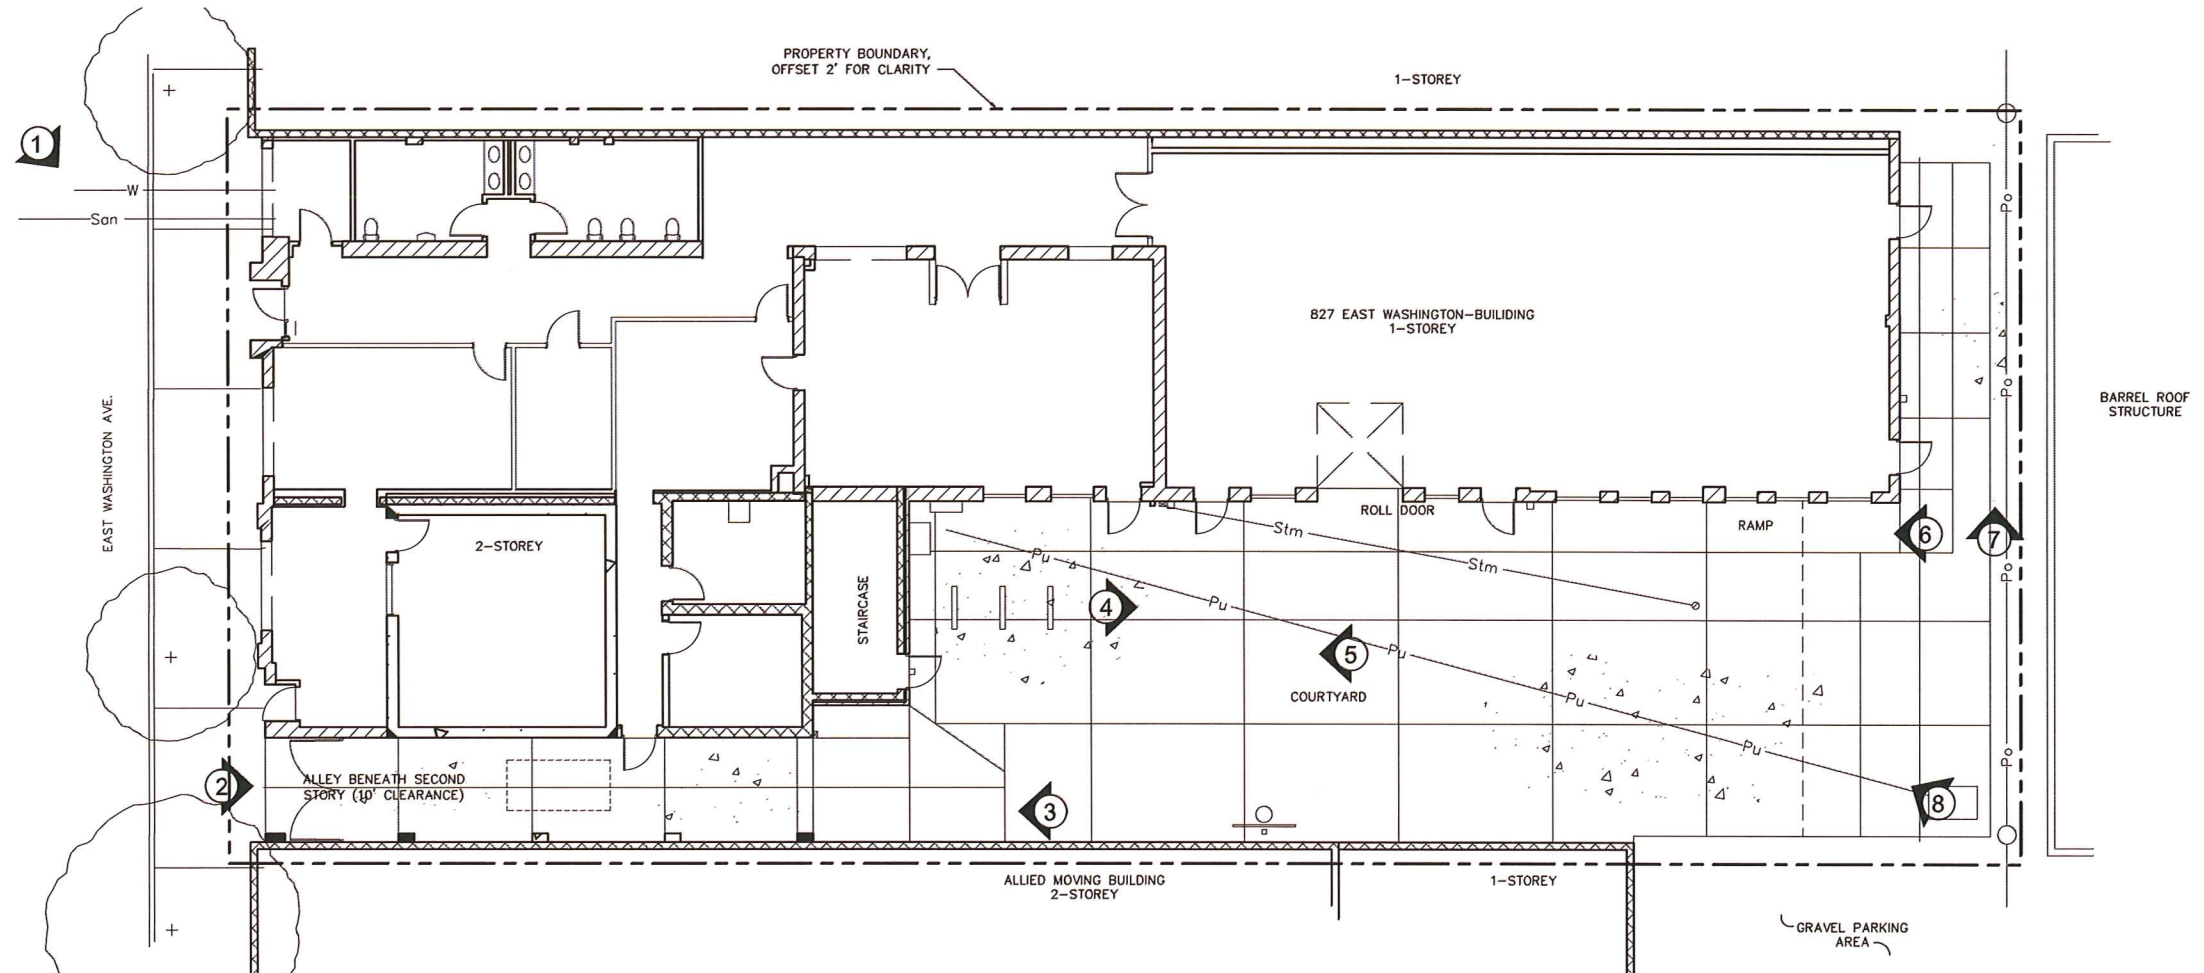 PROPERTY BOUNDARY,
OFFSET 2' FOR CLARITY
1-STOREY
1
W
San
Po
827 EAST WASHINGTON-BUILDING
1-STOREY
EAST WASHINGTON AVE.
BARREL ROOF
STRUCTURE
Po
2-STOREY
STAIRCASE
ROLL DOOR
RAMP
Stm
Stm
6
7
Pu
Po
4
Pu
5
Pu
COURTYARD
Pu
Pu
Po
2
ALLEY BENEATH SECOND
STORY (10' CLEARANCE)
3
8
ALLIED MOVING BUILDING
2-STOREY
1-STOREY
GRAVEL PARKING
AREA